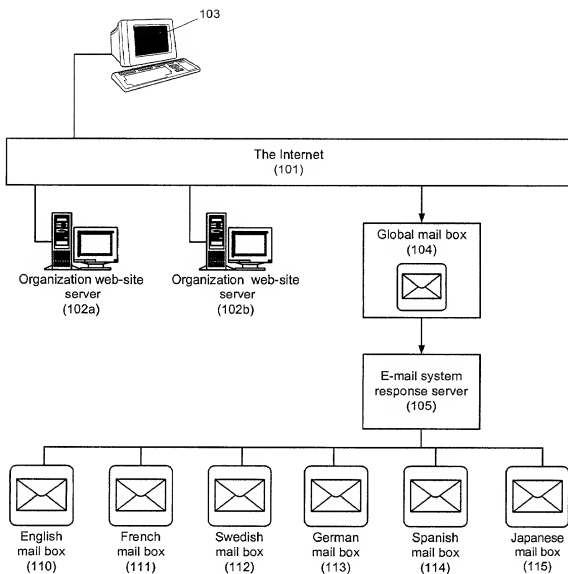 103
The Internet
(101)
Global mail box
(104)
Organization web-site
server
(102a)
Organization web-site
server
(102b)
E-mail system
response server
(105)
English
mail box
(110)
French
mail box
(111)
Swedish
mail box
(112)
German
mail box
(113)
Spanish
mail box
(114)
Japanese
mail box
(115)